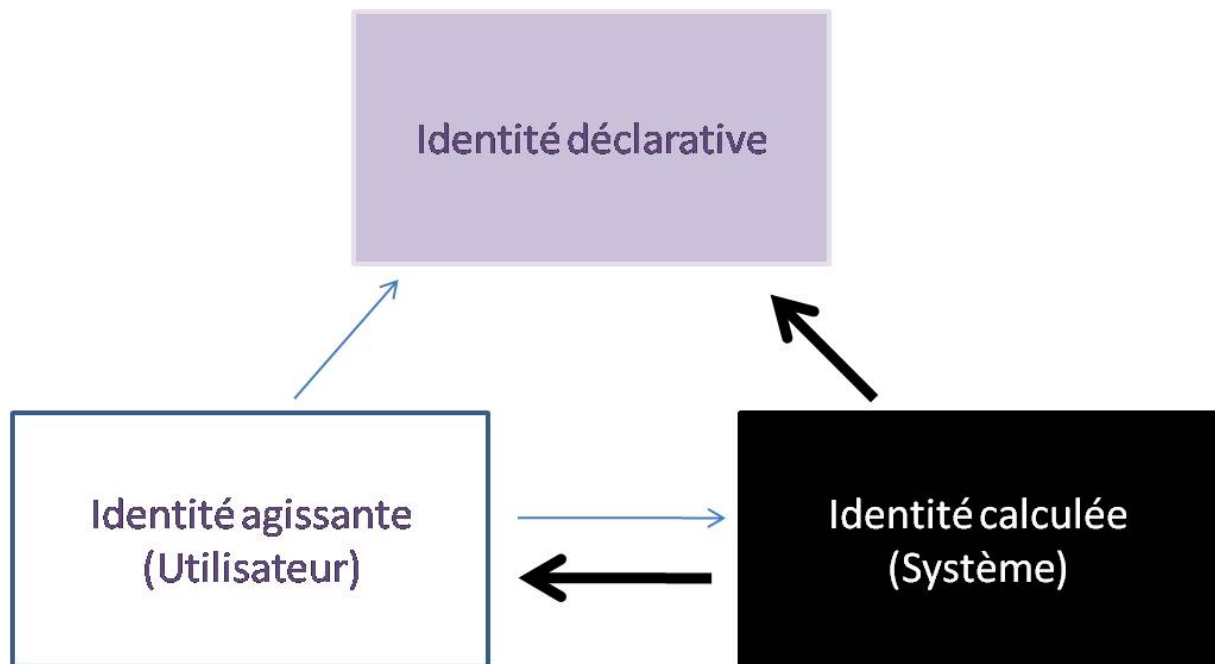 Identité déclarative
Identité agissante
(Utilisateur)
Identité calculée
(Système)